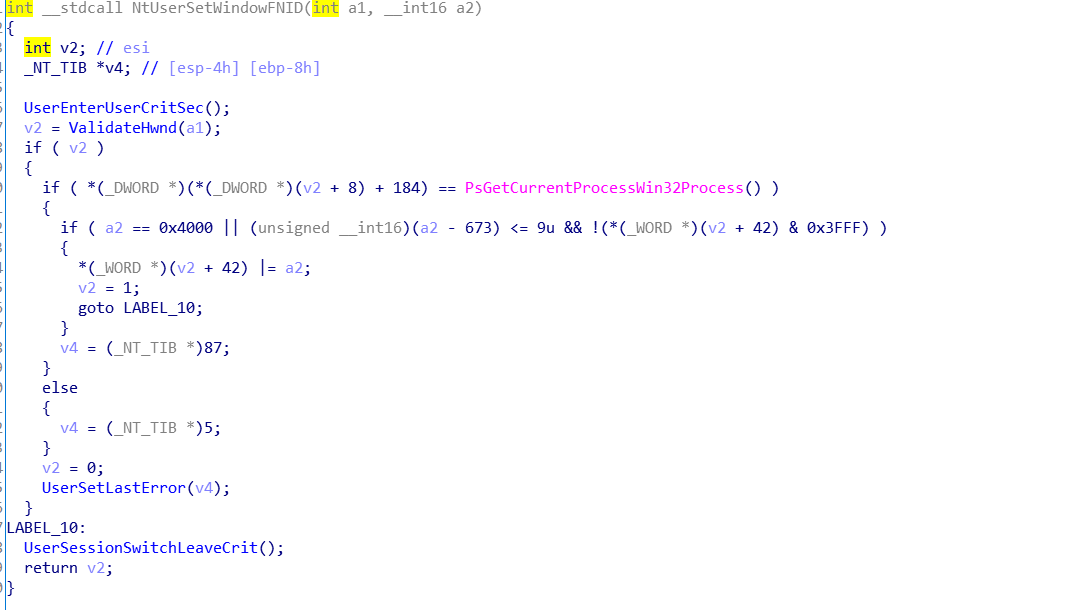 int __stdcall NtUserSetWindowFNID(int a1, __int16 a2)
{
int v2; // esi
_NT_TIB *v4; // [esp-4h] [ebp-8h]
UserEnterUserCritSec();
v2 = ValidateHwnd(a1);
if ( v2 )
{
if ( *(_DWORD *)(*(_DWORD *)(v2 + 8) + 184) == PsGetCurrentProcessWin32Process() )
{
if ( a2 == 0x4000 || (unsigned __int16)(a2 - 673) <= 9u && !(*(_WORD *)(v2 + 42) & 0x3FFF) )
{
*(_WORD *)(v2 + 42) |= a2;
v2 = 1;
goto LABEL_10;
}
v4 = (_NT_TIB *)87;
}
else
{
v4 = (_NT_TIB *)5;
}
v2 = 0;
UserSetLastError(v4);
}
LABEL_10:
UserSessionSwitchLeaveCrit();
return v2;
}